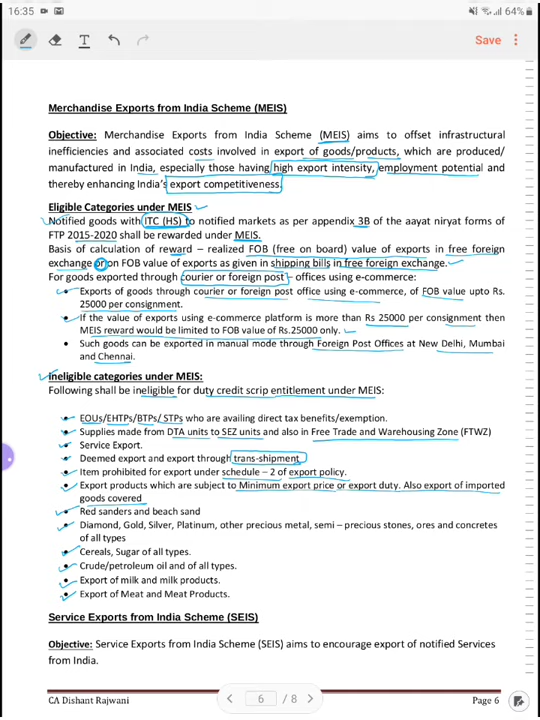 16:35
64%
T
Save
Merchandise Exports from India Scheme (MEIS)
Objective: Merchandise Exports from India Scheme (MEIS) aims to offset infrastructural
inefficiencies and associated costs involved in export of goods/products, which are produced/
manufactured in India, especially those having high export intensity, employment potential and
thereby enhancing India's export competitiveness.
Eligible Categories under MEIS
Notified goods with ITC (HS) to notified markets as per appendix 3B of the aayat niryat forms of
FTP 2015-2020 shall be rewarded under MEIS.
Basis of calculation of reward – realized FOB (free on board) value of exports in free foreign
exchange or on FOB value of exports as given in shipping bills in free foreign exchange.
For goods exported through courier or foreign post – offices using e-commerce:
• Exports of goods through courier or foreign post office using e-commerce, of FOB value upto Rs.
25000 per consignment.
• If the value of exports using e-commerce platform is more than Rs 25000 per consignment then
MEIS reward would be limited to FOB value of Rs.25000 only.
• Such goods can be exported in manual mode through Foreign Post Offices at New Delhi, Mumbai
and Chennai.
Ineligible categories under MEIS:
Following shall be ineligible for duty credit scrip entitlement under MEIS:
• EOUs/EHTPs/BTPs/ STPs who are availing direct tax benefits/exemption.
• Supplies made from DTA units to SEZ units and also in Free Trade and Warehousing Zone (FTWZ)
• Service Export.
• Deemed export and export through trans-shipment
• Item prohibited for export under schedule – 2 of export policy.
• Export products which are subject to Minimum export price or export duty. Also export of imported
goods covered
• Red sanders and beach sand
• Diamond, Gold, Silver, Platinum, other precious metal, semi – precious stones, ores and concretes
of all types
• Cereals, Sugar of all types.
• Crude/petroleum oil and of all types.
• Export of milk and milk products.
• Export of Meat and Meat Products.
Service Exports from India Scheme (SEIS)
Objective: Service Exports from India Scheme (SEIS) aims to encourage export of notified Services
from India.
CA Dishant Rajwani
6 / 8
Page 6